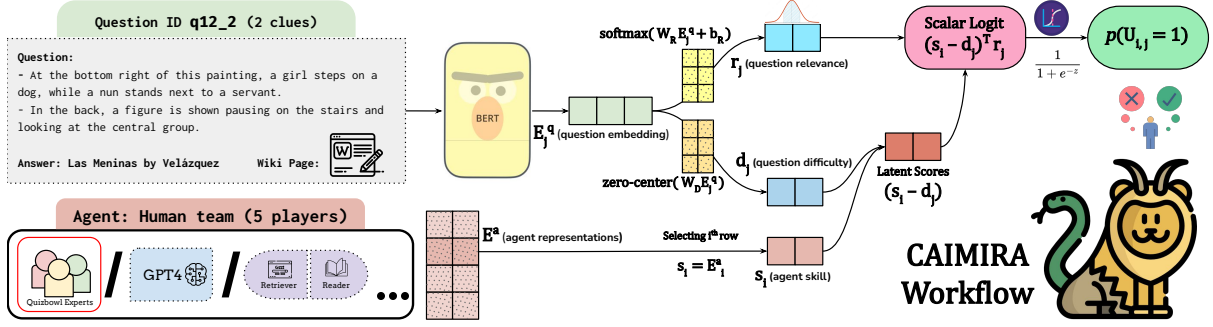 Question ID q12_2 (2 clues)
Question:
- At the bottom right of this painting, a girl steps on a
dog, while a nun stands next to a servant.
- In the back, a figure is shown pausing on the stairs and
looking at the central group.
Answer: Las Meninas by Velázquez Wiki Page:
W
BERT
E_j^q (question embedding)
softmax( W_R E_j^q + b_R)
r_j (question relevance)
d_j (question difficulty)
zero-center( W_D E_j^q)
Scalar Logit
(s_i − d_j)^T r_j
1
1 + e^{-z}
p(U_{i,j} = 1)
Latent Scores
(s_i − d_j)
Agent: Human team (5 players)
Quizbowl Experts
/
GPT4
/
Retriever
Reader
...
E^a (agent representations)
Selecting i^th row
s_i = E^a_i
s_i (agent skill)
CAIMIRA
Workflow